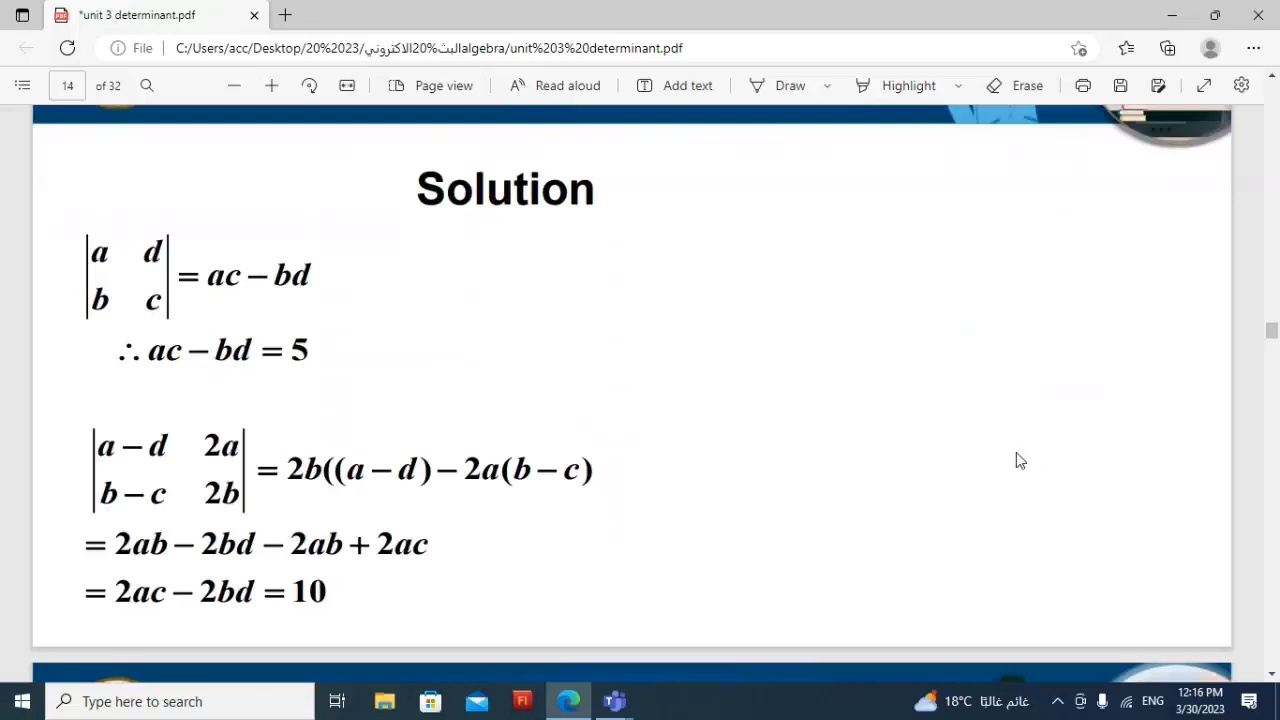 *unit 3 determinant.pdf
File C:/Users/acc/Desktop/20%2023/البث%20الالكتروني/algebra/unit%203%20determinant.pdf
14 of 32 Page view Read aloud Add text Draw Highlight Erase
Solution
|a d|
|b c| = ac − bd
∴ ac − bd = 5
|a − d 2a|
|b − c 2b| = 2b((a − d) − 2a(b − c)
= 2ab − 2bd − 2ab + 2ac
= 2ac − 2bd = 10
Type here to search FI 18°C غائم غالبًا ENG 12:16 PM
3/30/2023